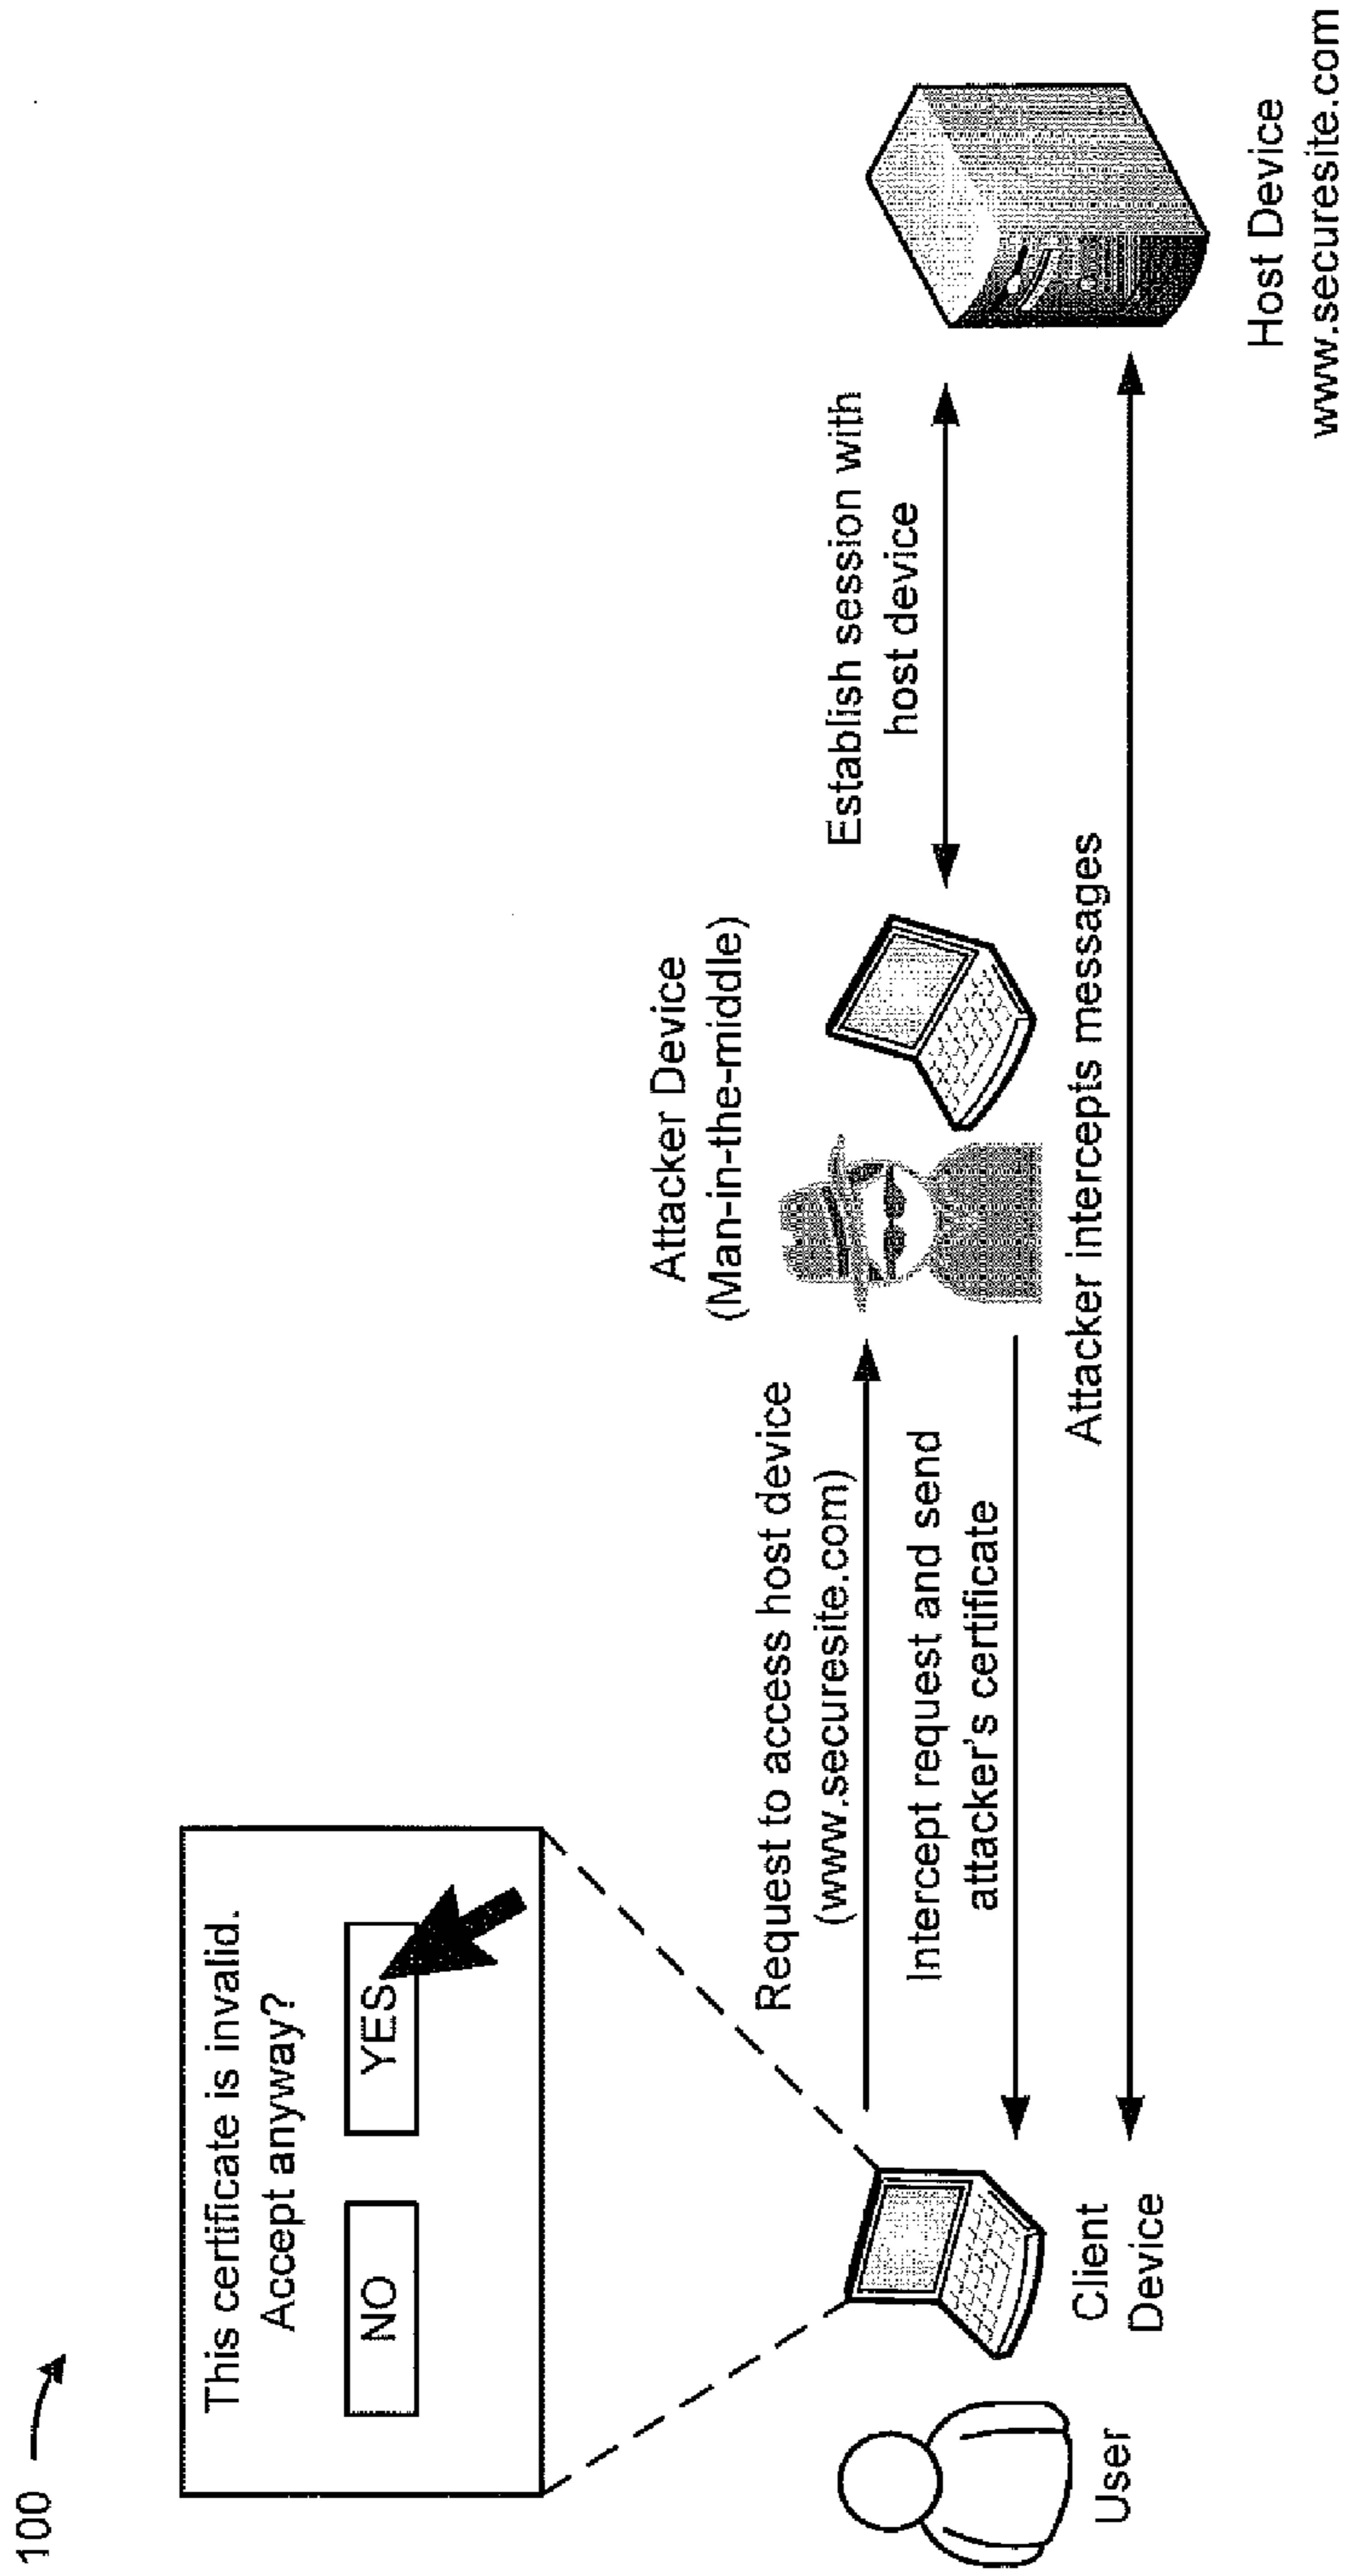 100
This certificate is invalid.
Accept anyway?
NO
YES
Attacker Device
(Man-in-the-middle)
Request to access host device
(www.securesite.com)
Establish session with
host device
Intercept request and send
attacker's certificate
Attacker intercepts messages
User
Client
Device
Host Device
www.securesite.com